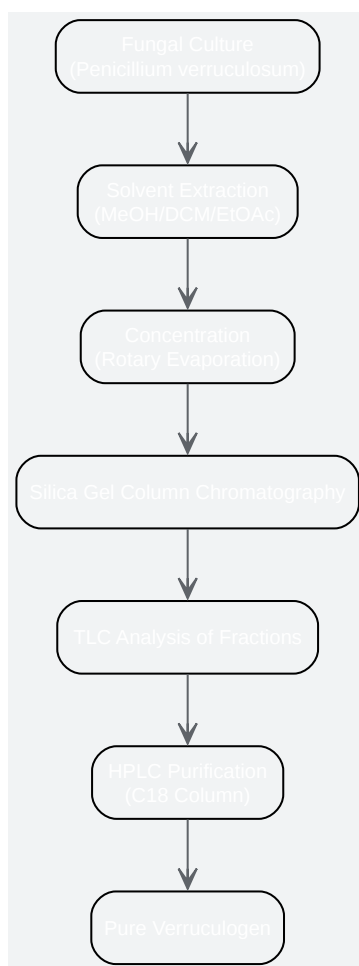 Fungal Culture
(Penicillium verruculosum)
Solvent Extraction
(MeOH/DCM/EtOAc)
Concentration
(Rotary Evaporation)
Silica Gel Column Chromatography
TLC Analysis of Fractions
HPLC Purification
(C18 Column)
Pure Verruculogen